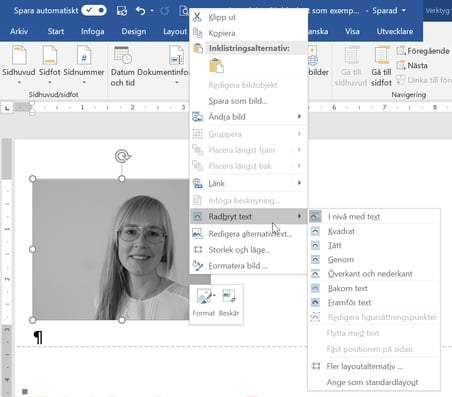 Spara automatiskt
som exemp... - Sparad
Verktyg
Arkiv Start Infoga
nska Visa Utvecklare
Sidhuvud Sidfot Sidnummer
Sidhuvud/sidfot
Datum och tid
Dokumentinfo
bilder
Gå till sidhuvud
Gå till sidfot
Föregående
Nästa
Länka till för
Navigering
Klipp ut
Kopiera
Inklistringsalternativ:
Redigera bildobjekt
Spara som bild...
Ändra bild
Gruppera
Placera längst fram
Placera längst bak
Länk
Infoga beskrivning...
Radbryt text
Redigera alternativtext...
Storlek och läge...
Formatera bild ...
Format Beskär
I nivå med text
Kvadrat
Tätt
Genom
Överkant och nederkant
Bakom text
Framför text
Redigera figursättningspunkter
Flytta med text
Fäst positionen på sidan
Fler layoutalternativ ...
Ange som standardlayout
¶